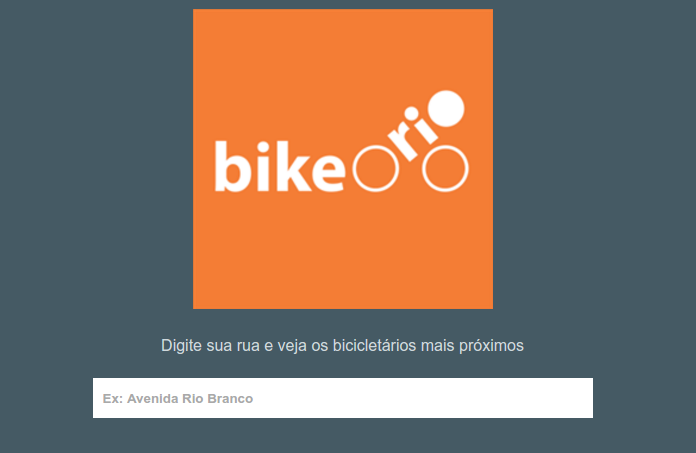 bike rio
Digite sua rua e veja os bicicletários mais próximos
Ex: Avenida Rio Branco